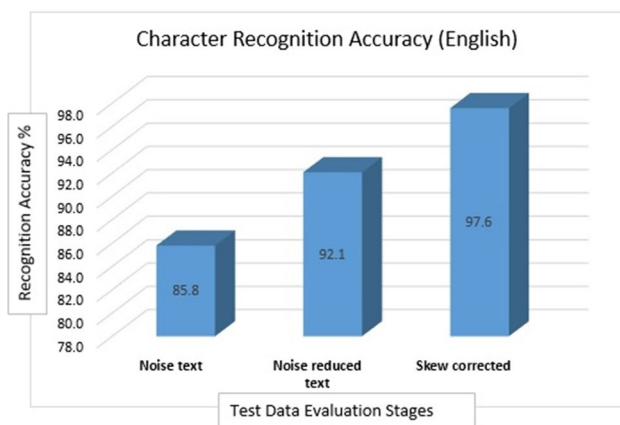 Character Recognition Accuracy (English)
Recognition Accuracy %
98.0
96.0
94.0
92.0
90.0
88.0
86.0
84.0
82.0
80.0
78.0
85.8
92.1
97.6
Noise text
Noise reduced
text
Skew corrected
Test Data Evaluation Stages